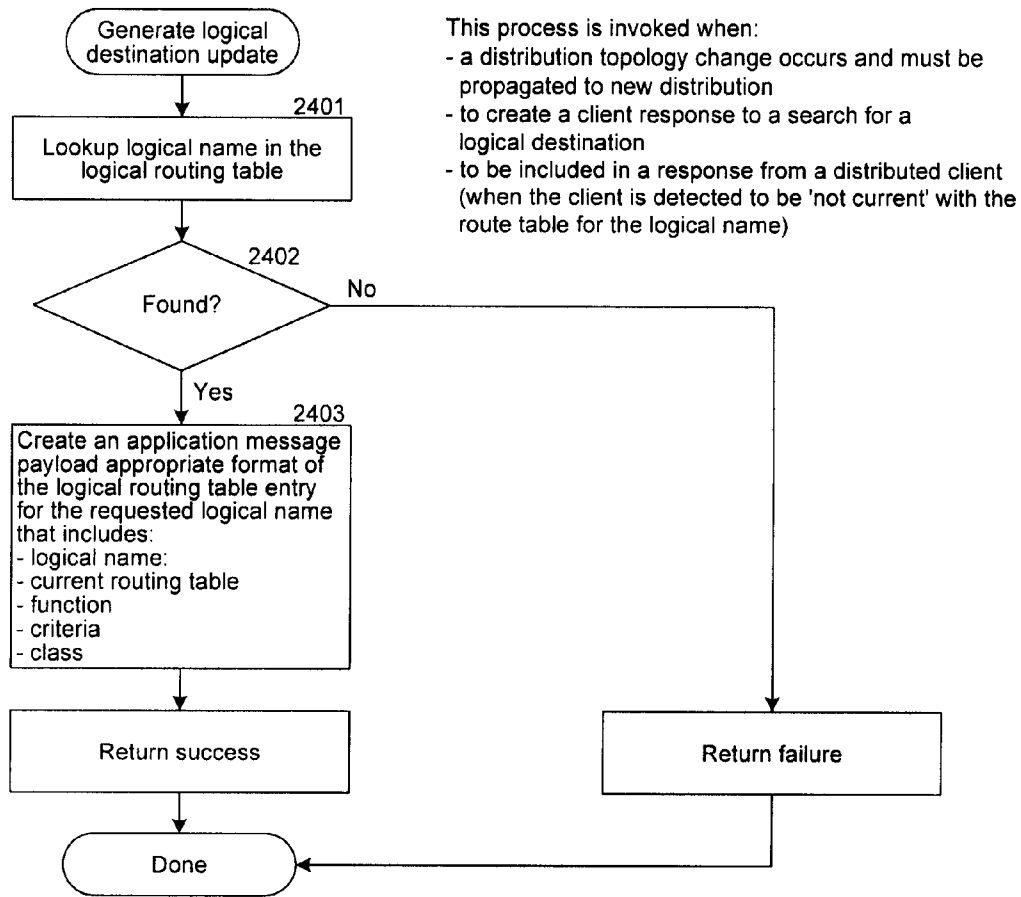 Generate logical
destination update
This process is invoked when:
- a distribution topology change occurs and must be
propagated to new distribution
- to create a client response to a search for a
logical destination
- to be included in a response from a distributed client
(when the client is detected to be 'not current' with the
route table for the logical name)
2401
Lookup logical name in the
logical routing table
2402
Found?
No
Yes
2403
Create an application message
payload appropriate format of
the logical routing table entry
for the requested logical name
that includes:
- logical name:
- current routing table
- function
- criteria
- class
Return success
Return failure
Done